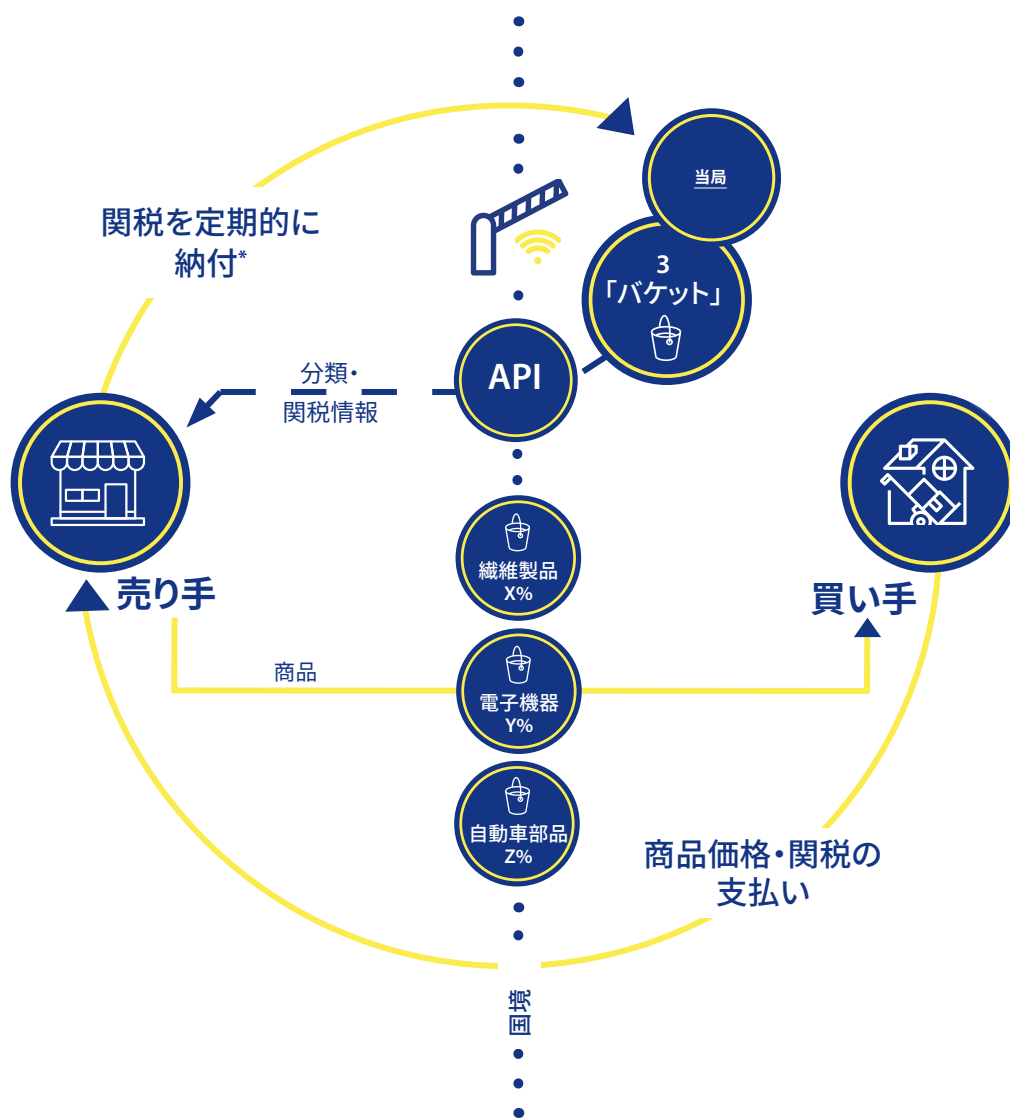 当局
関税を定期的に
納付*
3
「バケット」
API
分類・
関税情報
繊維製品
X%
売り手
買い手
商品
電子機器
Y%
自動車部品
Z%
商品価格・関税の
支払い
国境